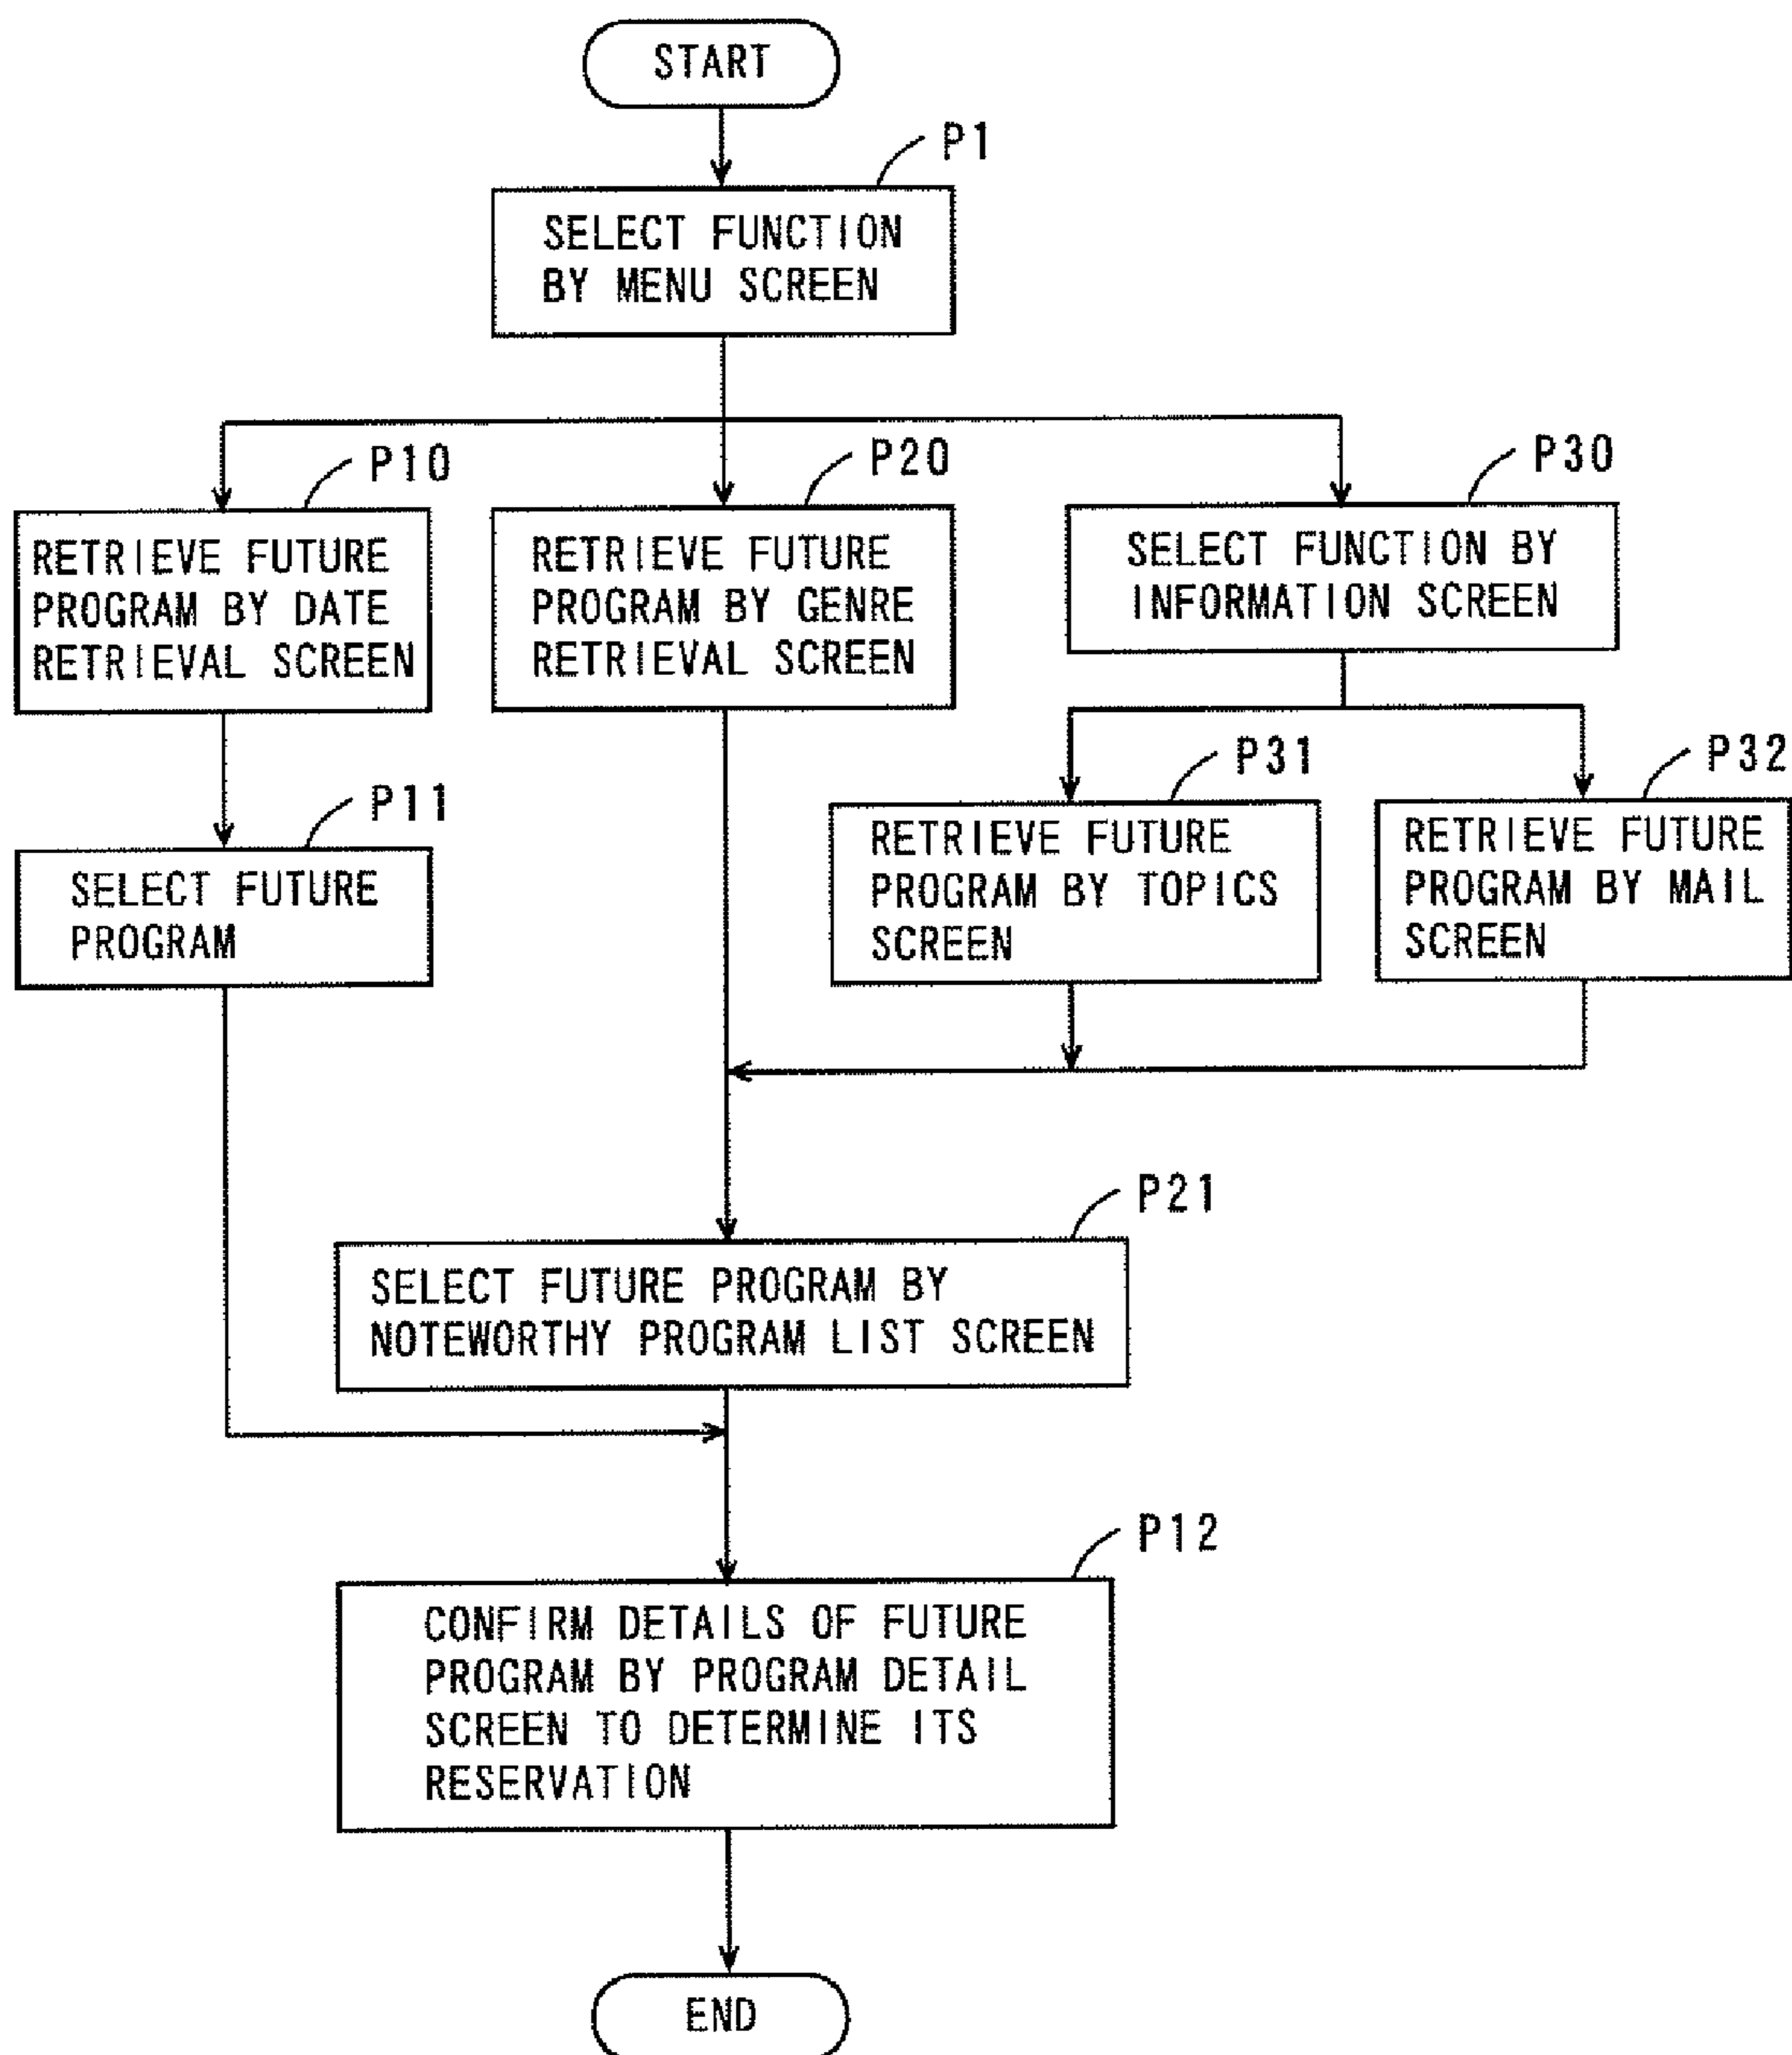 START
P1
SELECT FUNCTION
BY MENU SCREEN
P10
RETRIEVE FUTURE
PROGRAM BY DATE
RETRIEVAL SCREEN
P20
RETRIEVE FUTURE
PROGRAM BY GENRE
RETRIEVAL SCREEN
P30
SELECT FUNCTION BY
INFORMATION SCREEN
P11
SELECT FUTURE
PROGRAM
P31
RETRIEVE FUTURE
PROGRAM BY TOPICS
SCREEN
P32
RETRIEVE FUTURE
PROGRAM BY MAIL
SCREEN
P21
SELECT FUTURE PROGRAM BY
NOTEWORTHY PROGRAM LIST SCREEN
P12
CONFIRM DETAILS OF FUTURE
PROGRAM BY PROGRAM DETAIL
SCREEN TO DETERMINE ITS
RESERVATION
END